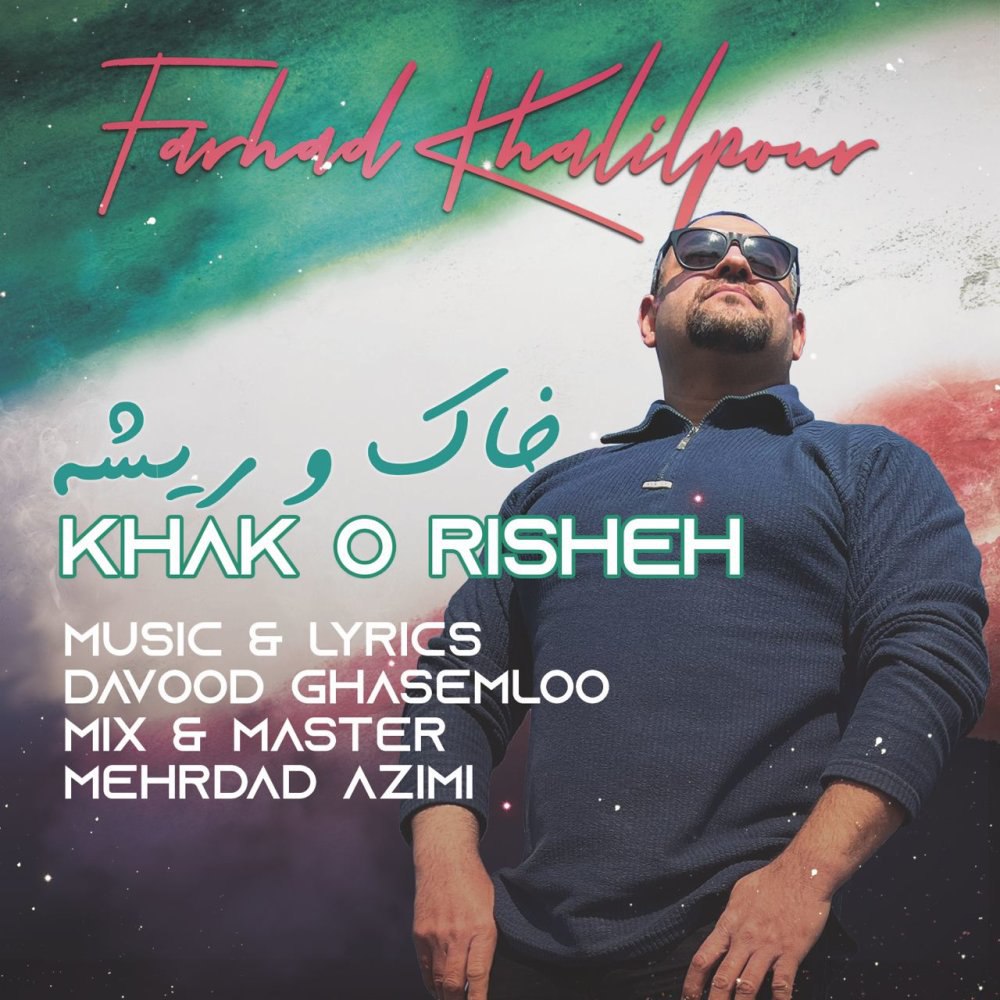 Farhad Khalilpour
خاک و ریشه
KHAK O RISHEH
MUSIC & LYRICS
DAVOOD GHASEMLOO
MIX & MASTER
MEHRDAD AZIMI